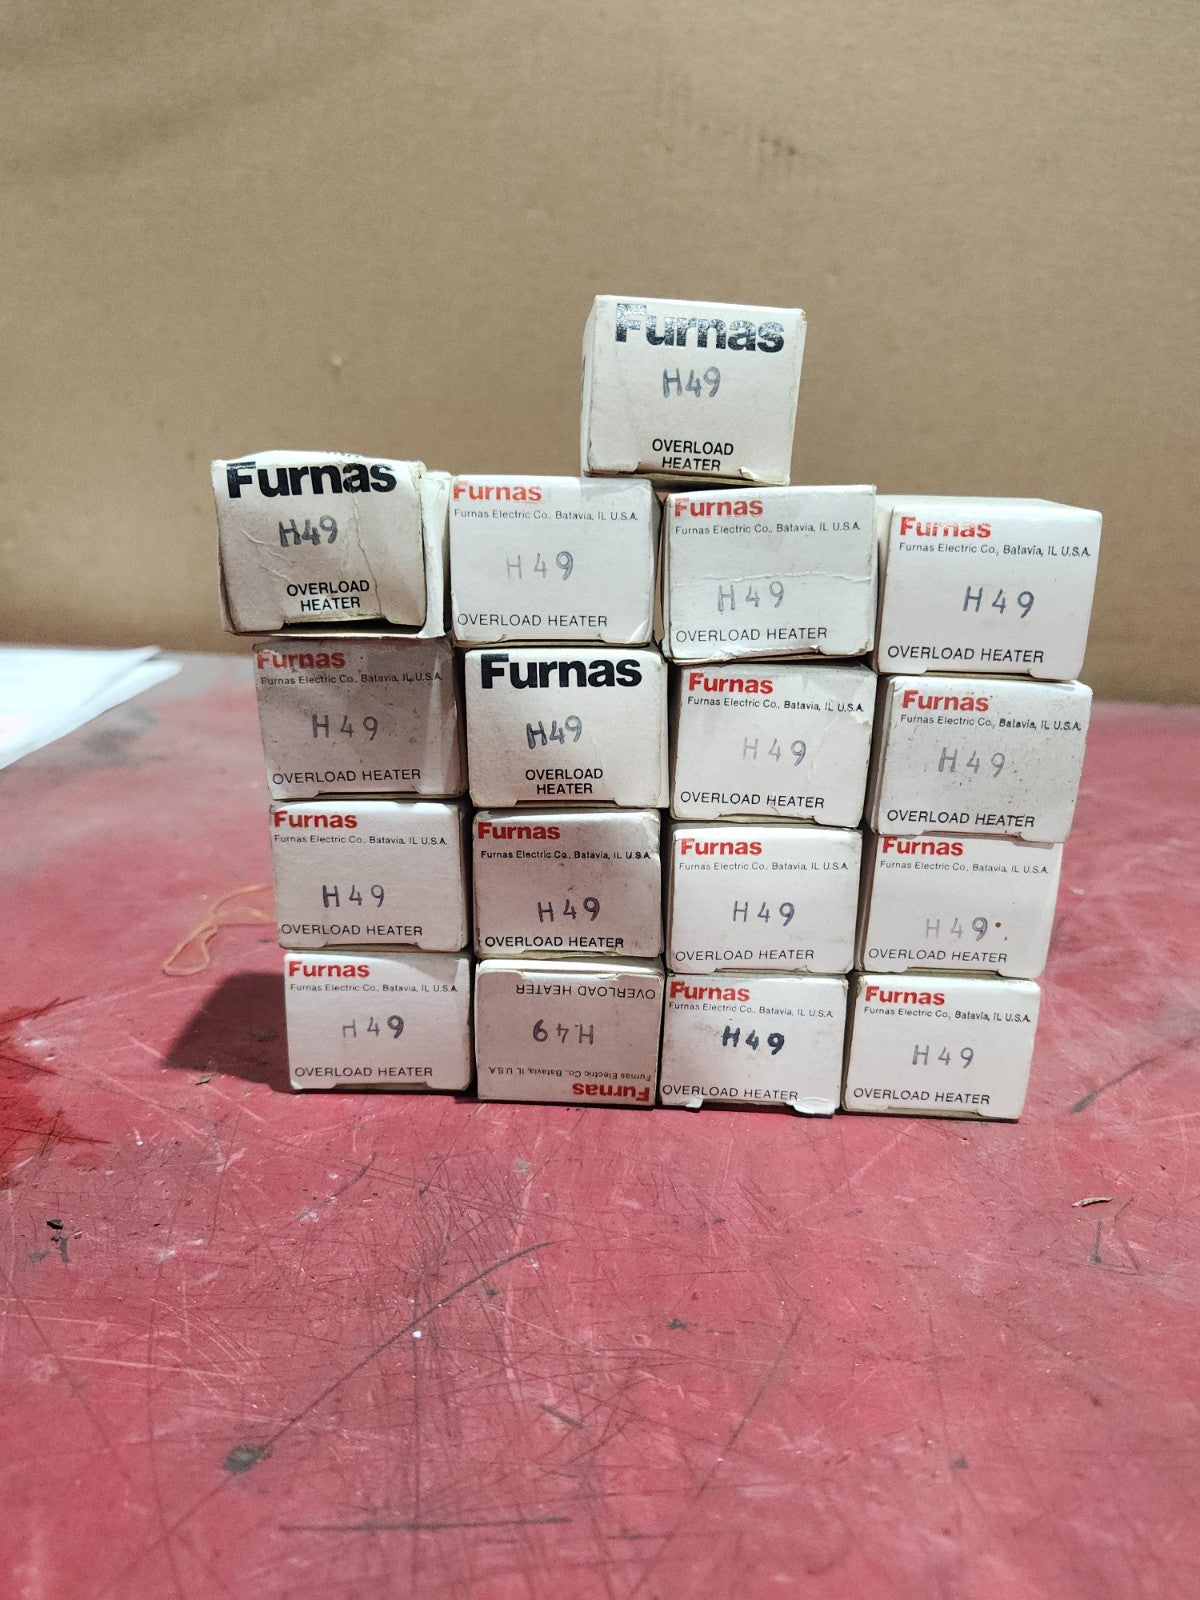 Furnas
H49
OVERLOAD
HEATER
Furnas
H49
OVERLOAD
HEATER
Furnas
Furnas Electric Co., Batavia, IL U.S.A.
H49
OVERLOAD HEATER
Furnas
Furnas Electric Co., Batavia, IL U.S.A.
H49
OVERLOAD HEATER
Furnas
Furnas Electric Co., Batavia, IL U.S.A.
H49
OVERLOAD HEATER
Furnas
Furnas Electric Co., Batavia, IL U.S.A.
H49
OVERLOAD HEATER
Furnas
H49
OVERLOAD
HEATER
Furnas
Furnas Electric Co., Batavia, IL U.S.A.
H49
OVERLOAD HEATER
Furnas
Furnas Electric Co., Batavia, IL U.S.A.
H49
OVERLOAD HEATER
Furnas
Furnas Electric Co., Batavia, IL U.S.A.
H49
OVERLOAD HEATER
Furnas
Furnas Electric Co., Batavia, IL U.S.A.
H49
OVERLOAD HEATER
Furnas
Furnas Electric Co., Batavia, IL U.S.A.
H49
OVERLOAD HEATER
Furnas
Furnas Electric Co., Batavia, IL U.S.A.
H49
OVERLOAD HEATER
Furnas
Furnas Electric Co., Batavia, IL U.S.A.
H49
OVERLOAD HEATER
Furnas
Furnas Electric Co., Batavia, IL U.S.A.
H49
OVERLOAD HEATER
Furnas
Furnas Electric Co., Batavia, IL U.S.A.
H49
OVERLOAD HEATER
Furnas
Furnas Electric Co., Batavia, IL U.S.A.
H49
OVERLOAD HEATER